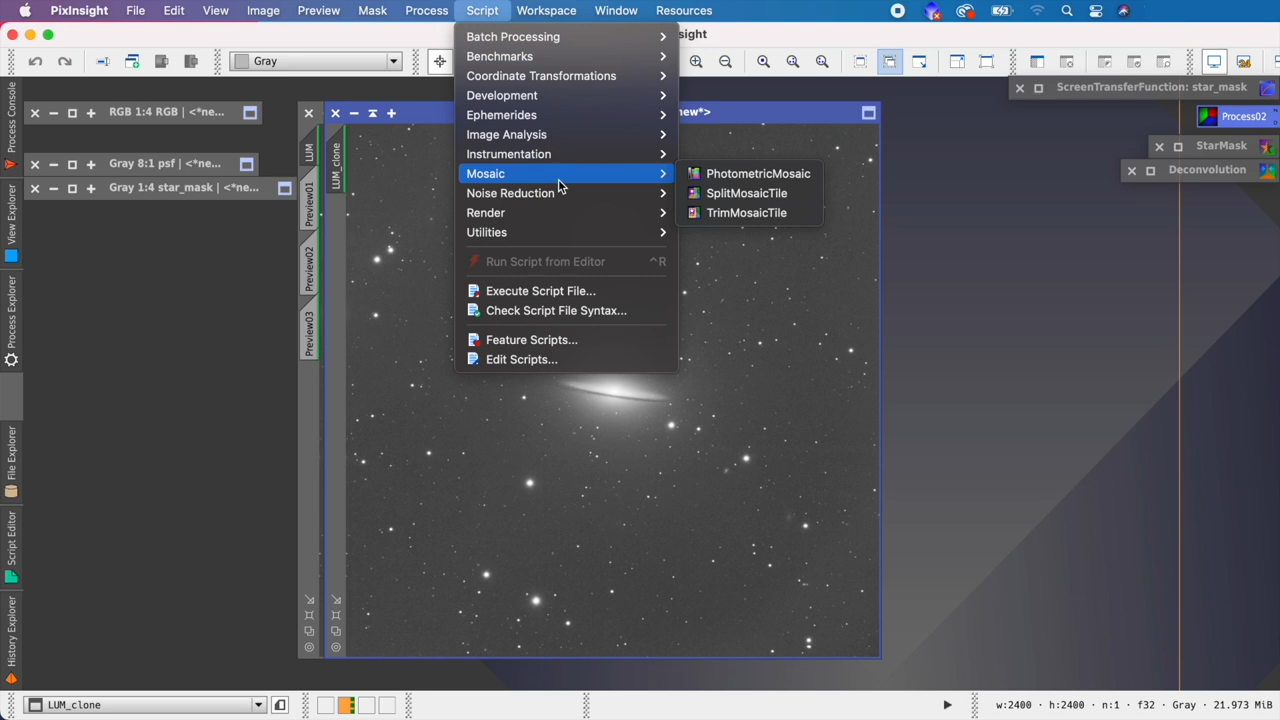 PixInsight File Edit View Image Preview Mask Process Script Workspace Window Resources
sight
Gray
Batch Processing
Benchmarks
Coordinate Transformations
Development
Ephemerides
Image Analysis
Instrumentation
Mosaic
Noise Reduction
Render
Utilities
Run Script from Editor ^R
Execute Script File...
Check Script File Syntax...
Feature Scripts...
Edit Scripts...
PhotometricMosaic
SplitMosaicTile
TrimMosaicTile
Process Console
View Explorer
Process Explorer
File Explorer
Script Editor
History Explorer
RGB 1:4 RGB | <*ne...
Gray 8:1 psf | <*ne...
Gray 1:4 star_mask | <*ne...
LUM
Preview01
Preview02
Preview03
LUM_clone
new*>
ScreenTransferFunction: star_mask
Process02
StarMask
Deconvolution
LUM_clone
w:2400 · h:2400 · n:1 · f32 · Gray · 21.973 MiB